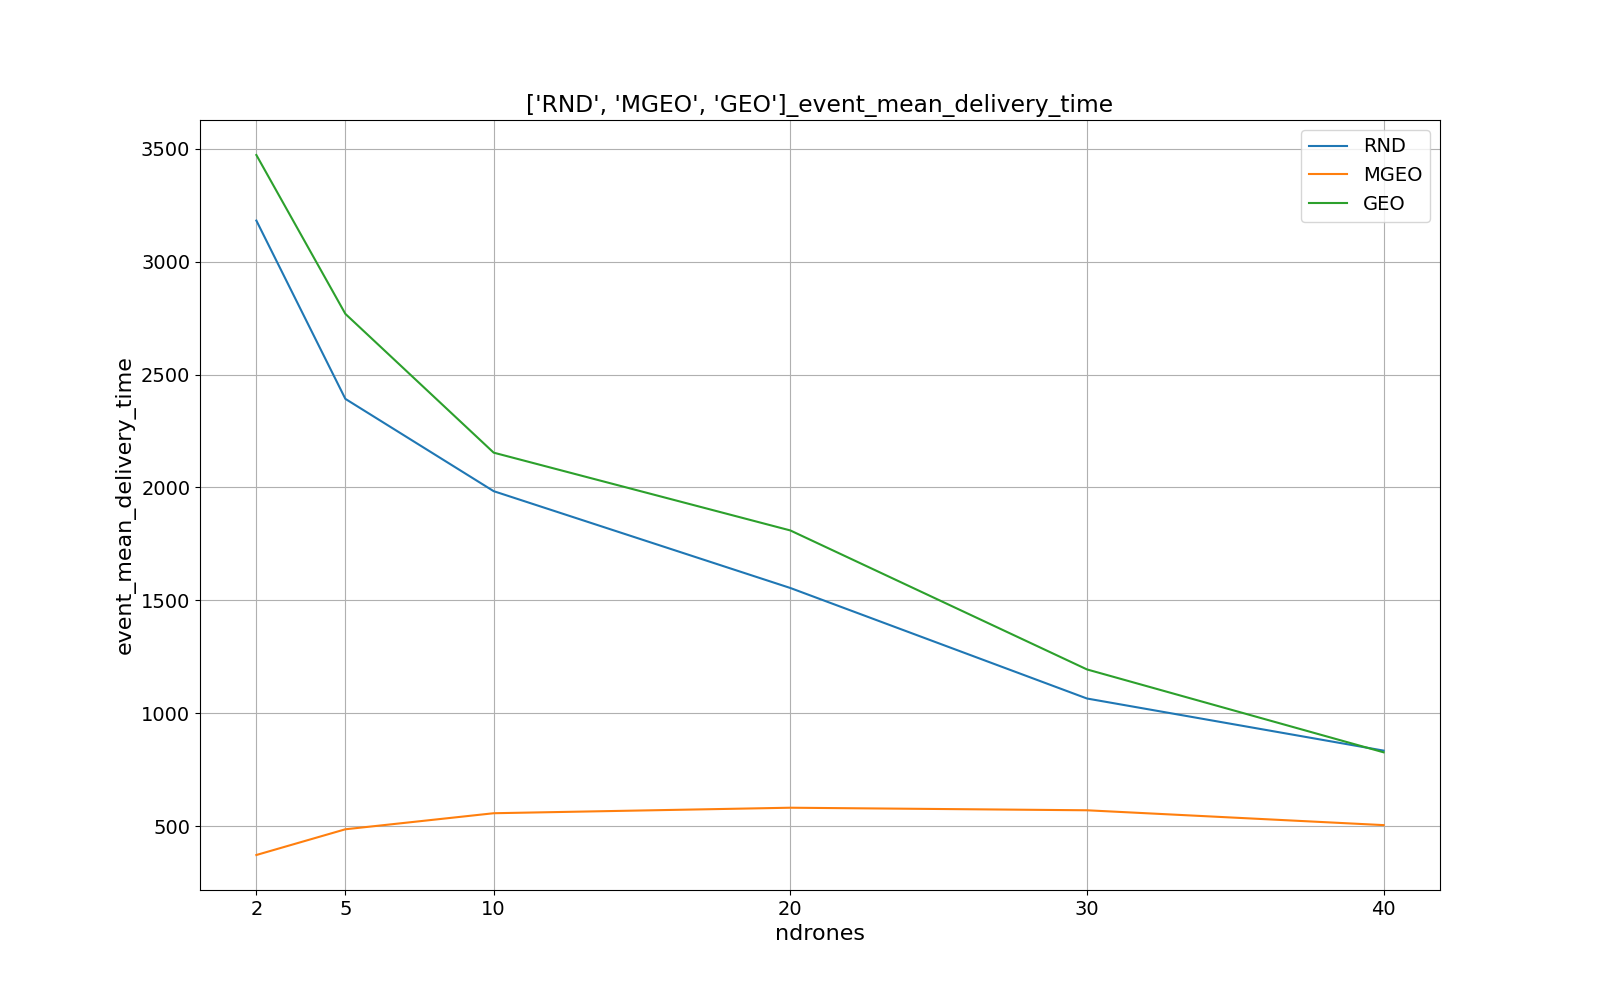 ['RND', 'MGEO', 'GEO']_event_mean_delivery_time
event_mean_delivery_time
3500
3000
2500
2000
1500
1000
500
RND
MGEO
GEO
2 5 10 20 30 40
ndrones